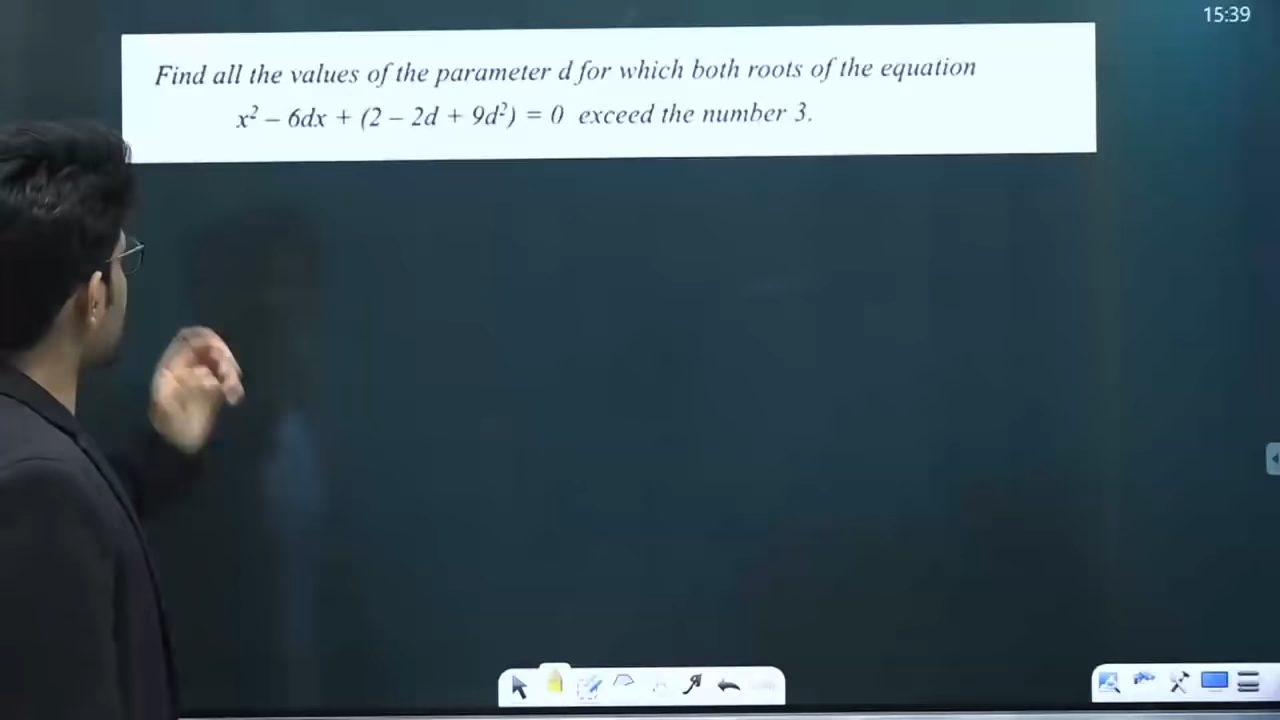 15:39
Find all the values of the parameter d for which both roots of the equation
x² – 6dx + (2 – 2d + 9d²) = 0 exceed the number 3.